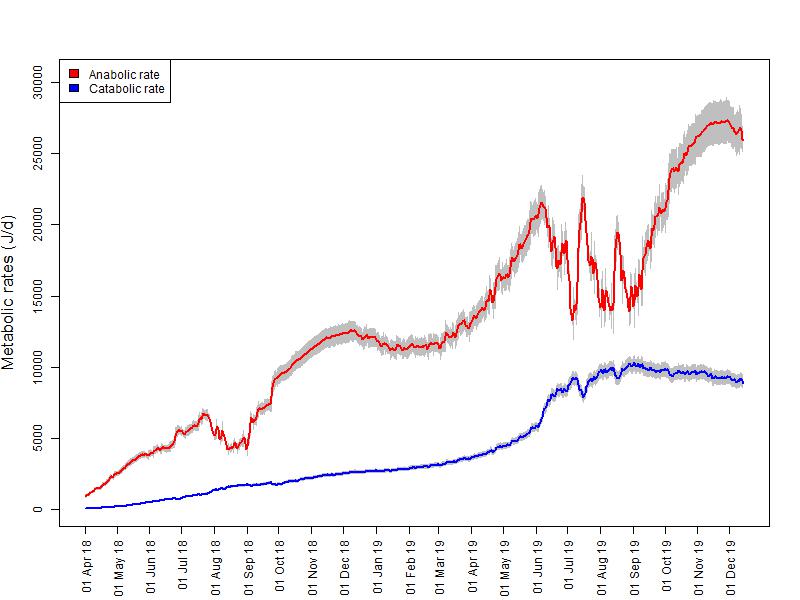 Anabolic rate
Catabolic rate
Metabolic rates (J/d)
30000
25000
20000
15000
10000
5000
0
01 Apr 18
01 May 18
01 Jun 18
01 Jul 18
01 Aug 18
01 Sep 18
01 Oct 18
01 Nov 18
01 Dec 18
01 Jan 19
01 Feb 19
01 Mar 19
01 Apr 19
01 May 19
01 Jun 19
01 Jul 19
01 Aug 19
01 Sep 19
01 Oct 19
01 Nov 19
01 Dec 19